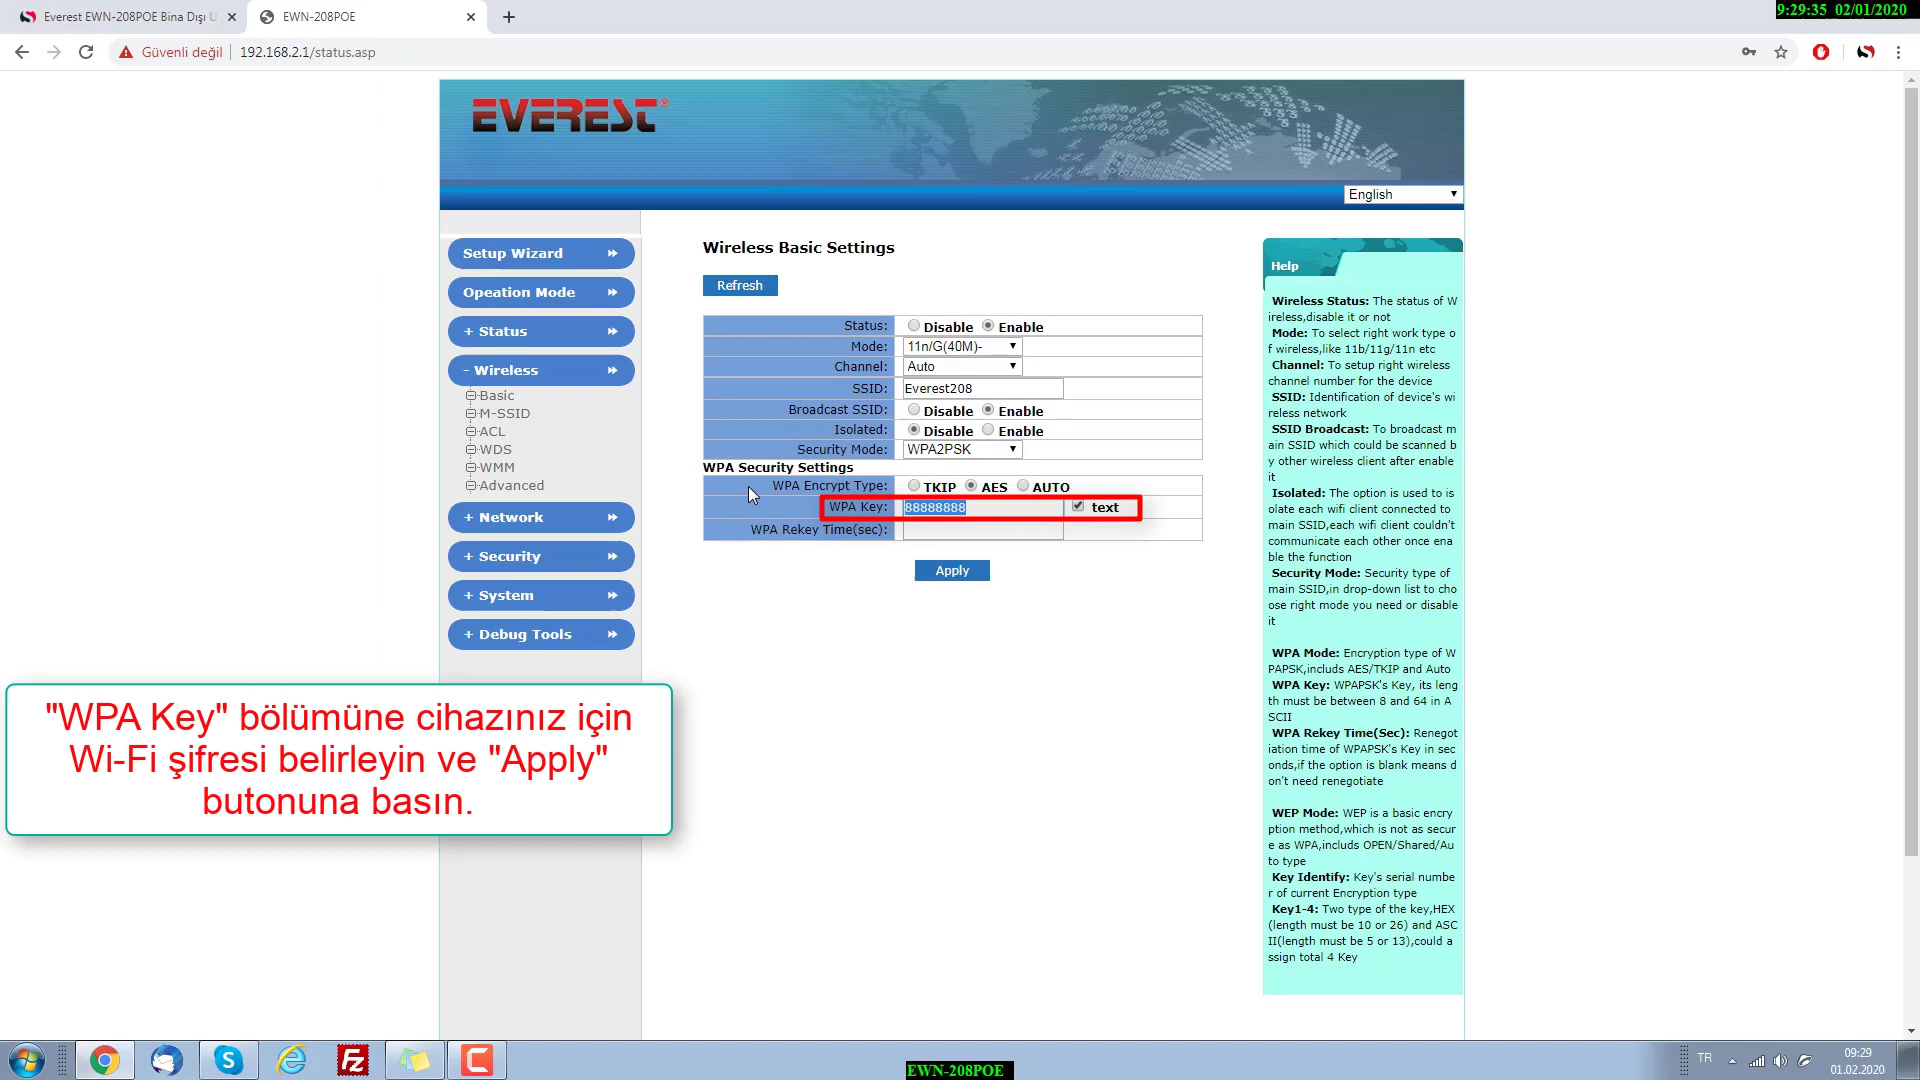 Everest EWN-208POE Bina Dışı U
EWN-208POE
9:29:35 02/01/2020
Güvenli değil
192.168.2.1/status.asp
EVEREST®
English
Setup Wizard
Opeation Mode
+ Status
- Wireless
Basic
M-SSID
ACL
WDS
WMM
Advanced
+ Network
+ Security
+ System
+ Debug Tools
Wireless Basic Settings
Refresh
Status: Disable Enable
Mode: 11n/G(40M)-
Channel: Auto
SSID: Everest208
Broadcast SSID: Disable Enable
Isolated: Disable Enable
Security Mode: WPA2PSK
WPA Security Settings
WPA Encrypt Type: TKIP AES AUTO
WPA Key: 88888888 text
WPA Rekey Time(sec):
Apply
Help
Wireless Status: The status of W
ireless,disable it or not
Mode: To select right work type o
f wireless,like 11b/11g/11n etc
Channel: To setup right wireless
channel number for the device
SSID: Identification of device's wi
reless network
SSID Broadcast: To broadcast m
ain SSID which could be scanned b
y other wireless client after enable
it
Isolated: The option is used to is
olate each wifi client connected to
main SSID,each wifi client couldn't
communicate each other once ena
ble the function
Security Mode: Security type of
main SSID,in drop-down list to cho
ose right mode you need or disable
it
WPA Mode: Encryption type of W
PAPSK,includs AES/TKIP and Auto
WPA Key: WPAPSK's Key, its leng
th must be between 8 and 64 in A
SCII
WPA Rekey Time(Sec): Renegot
iation time of WPAPSK's Key in sec
onds,if the option is blank means d
on't need renegotiate
WEP Mode: WEP is a basic encry
ption method,which is not as secur
e as WPA,includs OPEN/Shared/Au
to type
Key Identify: Key's serial numbe
r of current Encryption type
Key1-4: Two type of the key,HEX
(length must be 10 or 26) and ASC
II(length must be 5 or 13),could a
ssign total 4 Key
"WPA Key" bölümüne cihazınız için
Wi-Fi şifresi belirleyin ve "Apply"
butonuna basın.
TR
09:29
01.02.2020
EWN-208POE